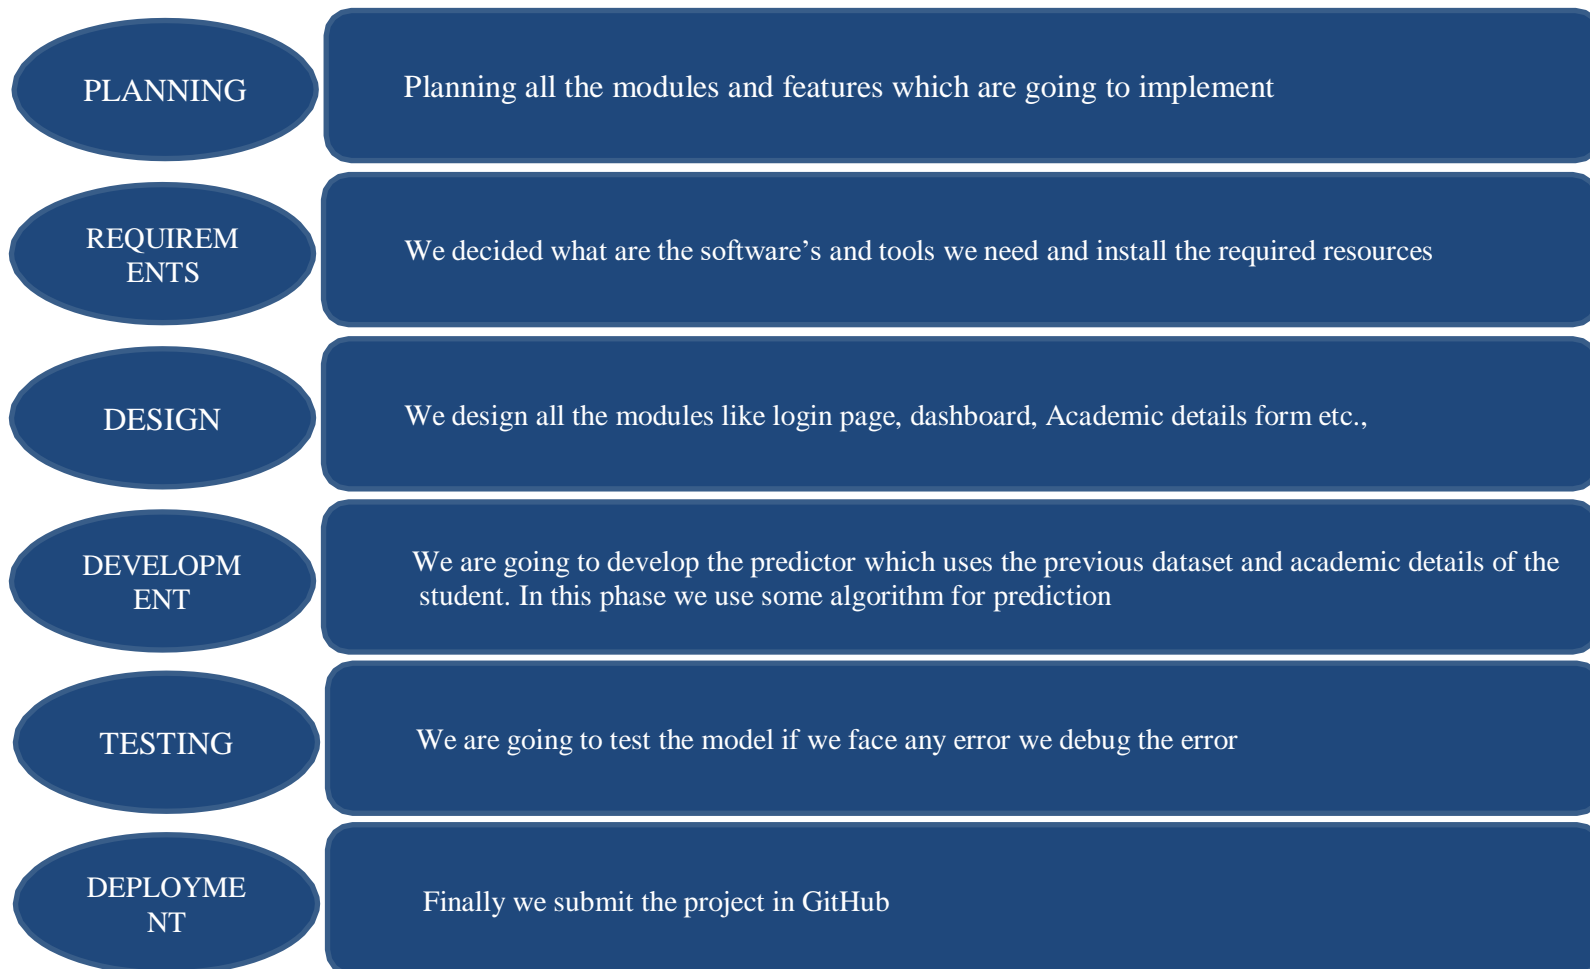 PLANNING
Planning all the modules and features which are going to implement
REQUIREM
ENTS
We decided what are the software’s and tools we need and install the required resources
DESIGN
We design all the modules like login page, dashboard, Academic details form etc.,
DEVELOPM
ENT
We are going to develop the predictor which uses the previous dataset and academic details of the
student. In this phase we use some algorithm for prediction
TESTING
We are going to test the model if we face any error we debug the error
DEPLOYME
NT
Finally we submit the project in GitHub